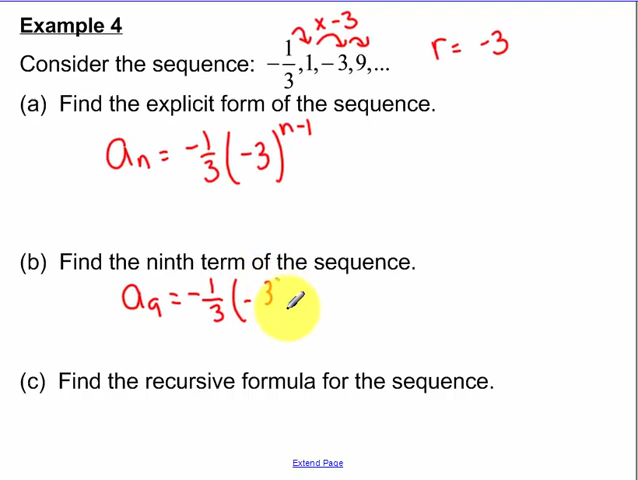 Example 4
x -3
Consider the sequence: -1/3, 1, -3, 9, ...
r = -3
(a) Find the explicit form of the sequence.
aₙ = -1/3 (-3)ⁿ⁻¹
(b) Find the ninth term of the sequence.
a₉ = -1/3 (-3
(c) Find the recursive formula for the sequence.
Extend Page